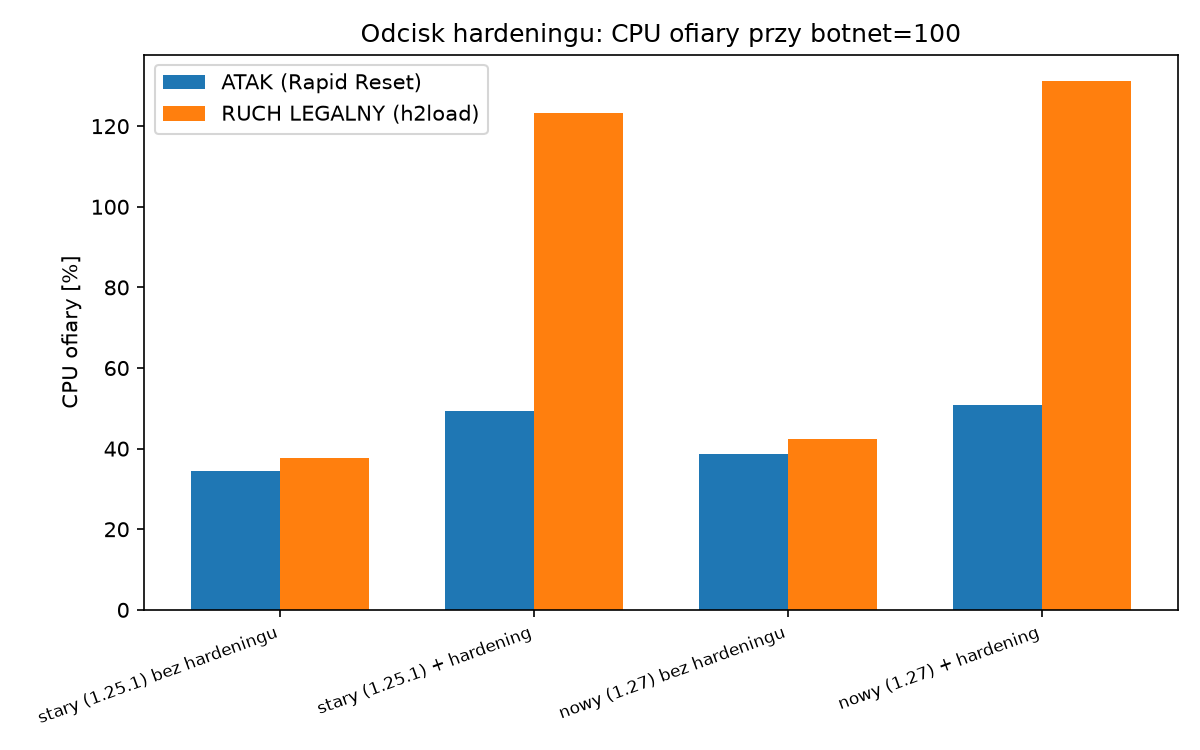 Odcisk hardeningu: CPU ofiary przy botnet=100
ATAK (Rapid Reset)
RUCH LEGALNY (h2load)
CPU ofiary [%]
120
100
80
60
40
20
0
stary (1.25.1) bez hardeningu
stary (1.25.1) + hardening
nowy (1.27) bez hardeningu
nowy (1.27) + hardening